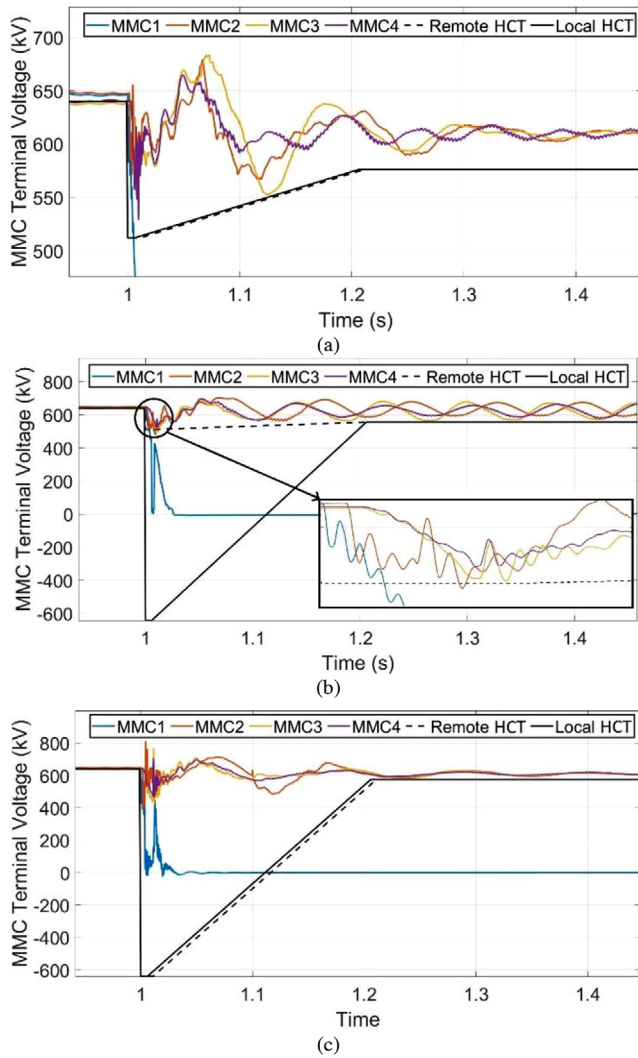 MMC1 MMC2 MMC3 MMC4 Remote HCT Local HCT
MMC Terminal Voltage (kV)
700
650
600
550
500
1 1.1 1.2 1.3 1.4
Time (s)
(a)
MMC1 MMC2 MMC3 MMC4 Remote HCT Local HCT
MMC Terminal Voltage (kV)
800
600
400
200
0
-200
-400
-600
1 1.1 1.2 1.3 1.4
Time (s)
(b)
MMC1 MMC2 MMC3 MMC4 Remote HCT Local HCT
MMC Terminal Voltage (kV)
800
600
400
200
0
-200
-400
-600
1 1.1 1.2 1.3 1.4
Time
(c)